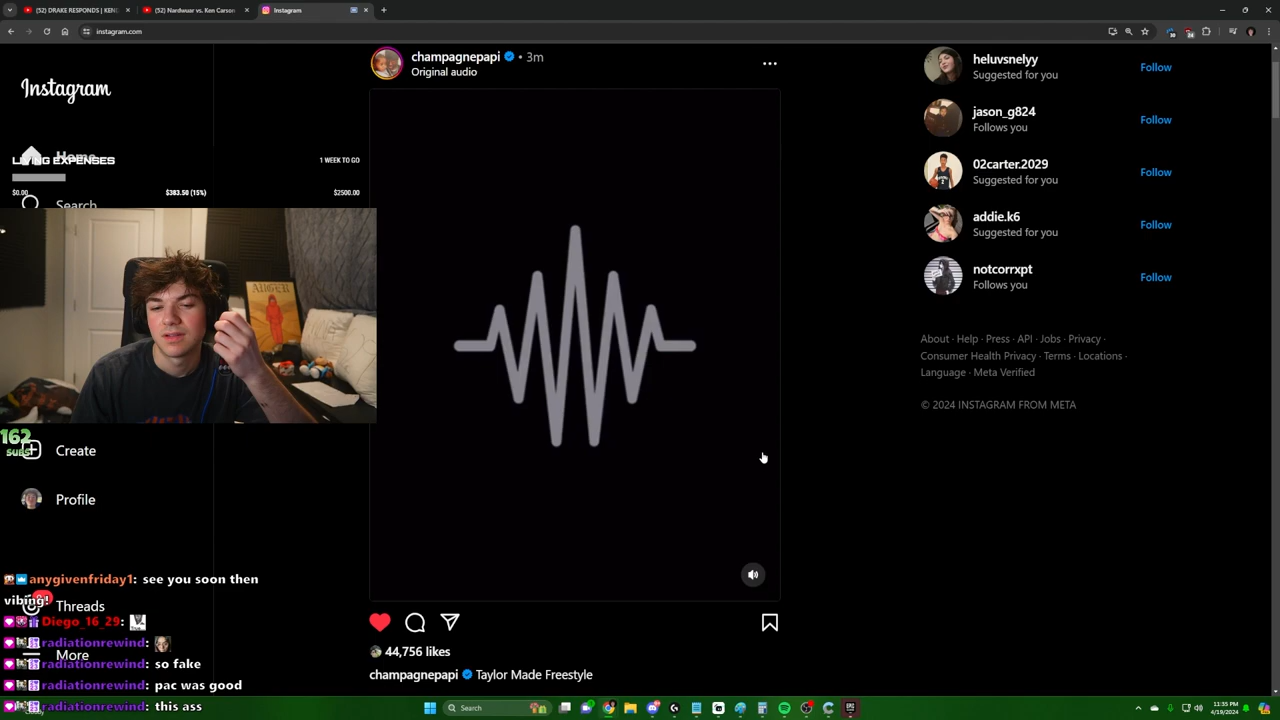 (52) DRAKE RESPONDS | KEN
(52) Nardwuar vs. Ken Carson
Instagram
instagram.com
Instagram
Home
LIVING EXPENSES
1 WEEK TO GO
$0.00
$383.50 (15%)
$2500.00
Search
champagnepapi • 3m
Original audio
heluvsnelyy
Suggested for you
Follow
jason_g824
Follows you
Follow
02carter.2029
Suggested for you
Follow
addie.k6
Suggested for you
Follow
notcorrxpt
Follows you
Follow
About · Help · Press · API · Jobs · Privacy ·
Consumer Health Privacy · Terms · Locations ·
Language · Meta Verified
© 2024 INSTAGRAM FROM META
ANGER
162
SUBS
Create
Profile
anygivenfriday1: see you soon then
vibing!
Threads
Diego_16_29:
radiationrewind:
More
radiationrewind: so fake
radiationrewind: pac was good
radiationrewind: this ass
44,756 likes
champagnepapi Taylor Made Freestyle
Search
11:35 PM
4/19/2024